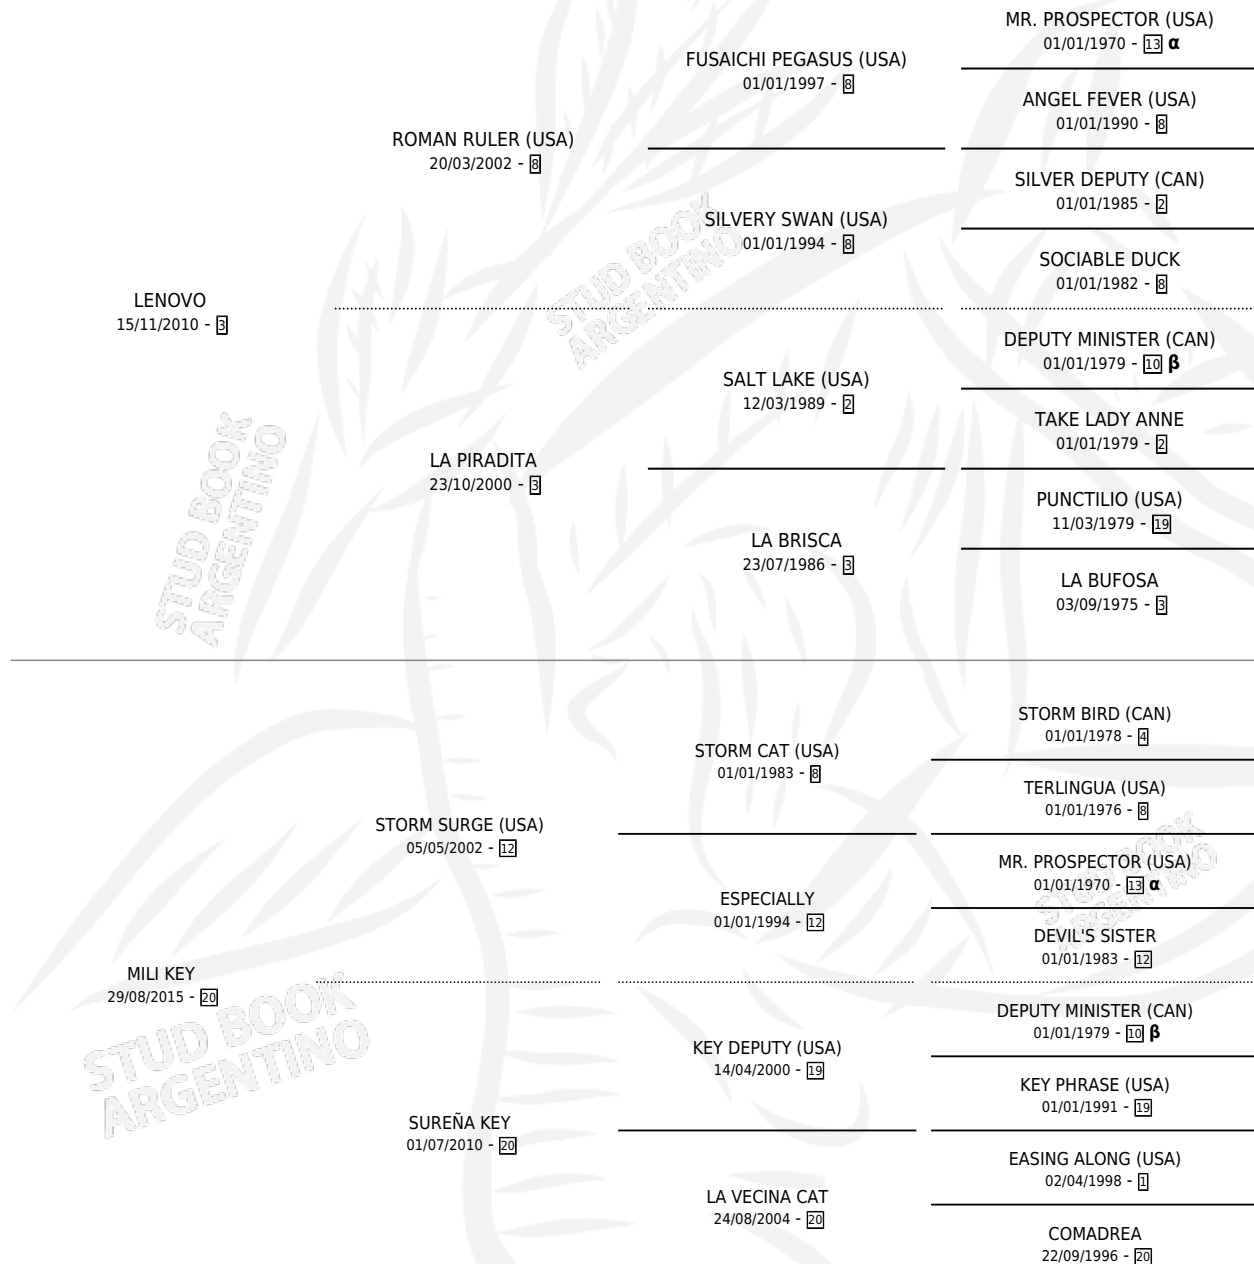 MR. PROSPECTOR (USA)
01/01/1970 - 13 α
FUSAICHI PEGASUS (USA)
01/01/1997 - 8
ANGEL FEVER (USA)
01/01/1990 - 8
ROMAN RULER (USA)
20/03/2002 - 8
SILVER DEPUTY (CAN)
01/01/1985 - 2
SILVERY SWAN (USA)
01/01/1994 - 8
SOCIABLE DUCK
01/01/1982 - 8
LENOVO
15/11/2010 - 3
DEPUTY MINISTER (CAN)
01/01/1979 - 10 β
SALT LAKE (USA)
12/03/1989 - 2
TAKE LADY ANNE
01/01/1979 - 2
LA PIRADITA
23/10/2000 - 3
PUNCTILIO (USA)
11/03/1979 - 19
LA BRISCA
23/07/1986 - 3
LA BUFOSA
03/09/1975 - 3
STORM BIRD (CAN)
01/01/1978 - 4
STORM CAT (USA)
01/01/1983 - 8
TERLINGUA (USA)
01/01/1976 - 8
STORM SURGE (USA)
05/05/2002 - 12
MR. PROSPECTOR (USA)
01/01/1970 - 13 α
ESPECIALLY
01/01/1994 - 12
DEVIL'S SISTER
01/01/1983 - 12
MILI KEY
29/08/2015 - 20
DEPUTY MINISTER (CAN)
01/01/1979 - 10 β
KEY DEPUTY (USA)
14/04/2000 - 19
KEY PHRASE (USA)
01/01/1991 - 19
SUREÑA KEY
01/07/2010 - 20
EASING ALONG (USA)
02/04/1998 - 1
LA VECINA CAT
24/08/2004 - 20
COMADREA
22/09/1996 - 20
STUD BOOK
ARGENTINO
STUD BOOK
ARGENTINO
STUD BOOK
ARGENTINO
STUD BOOK
ARGENTINO